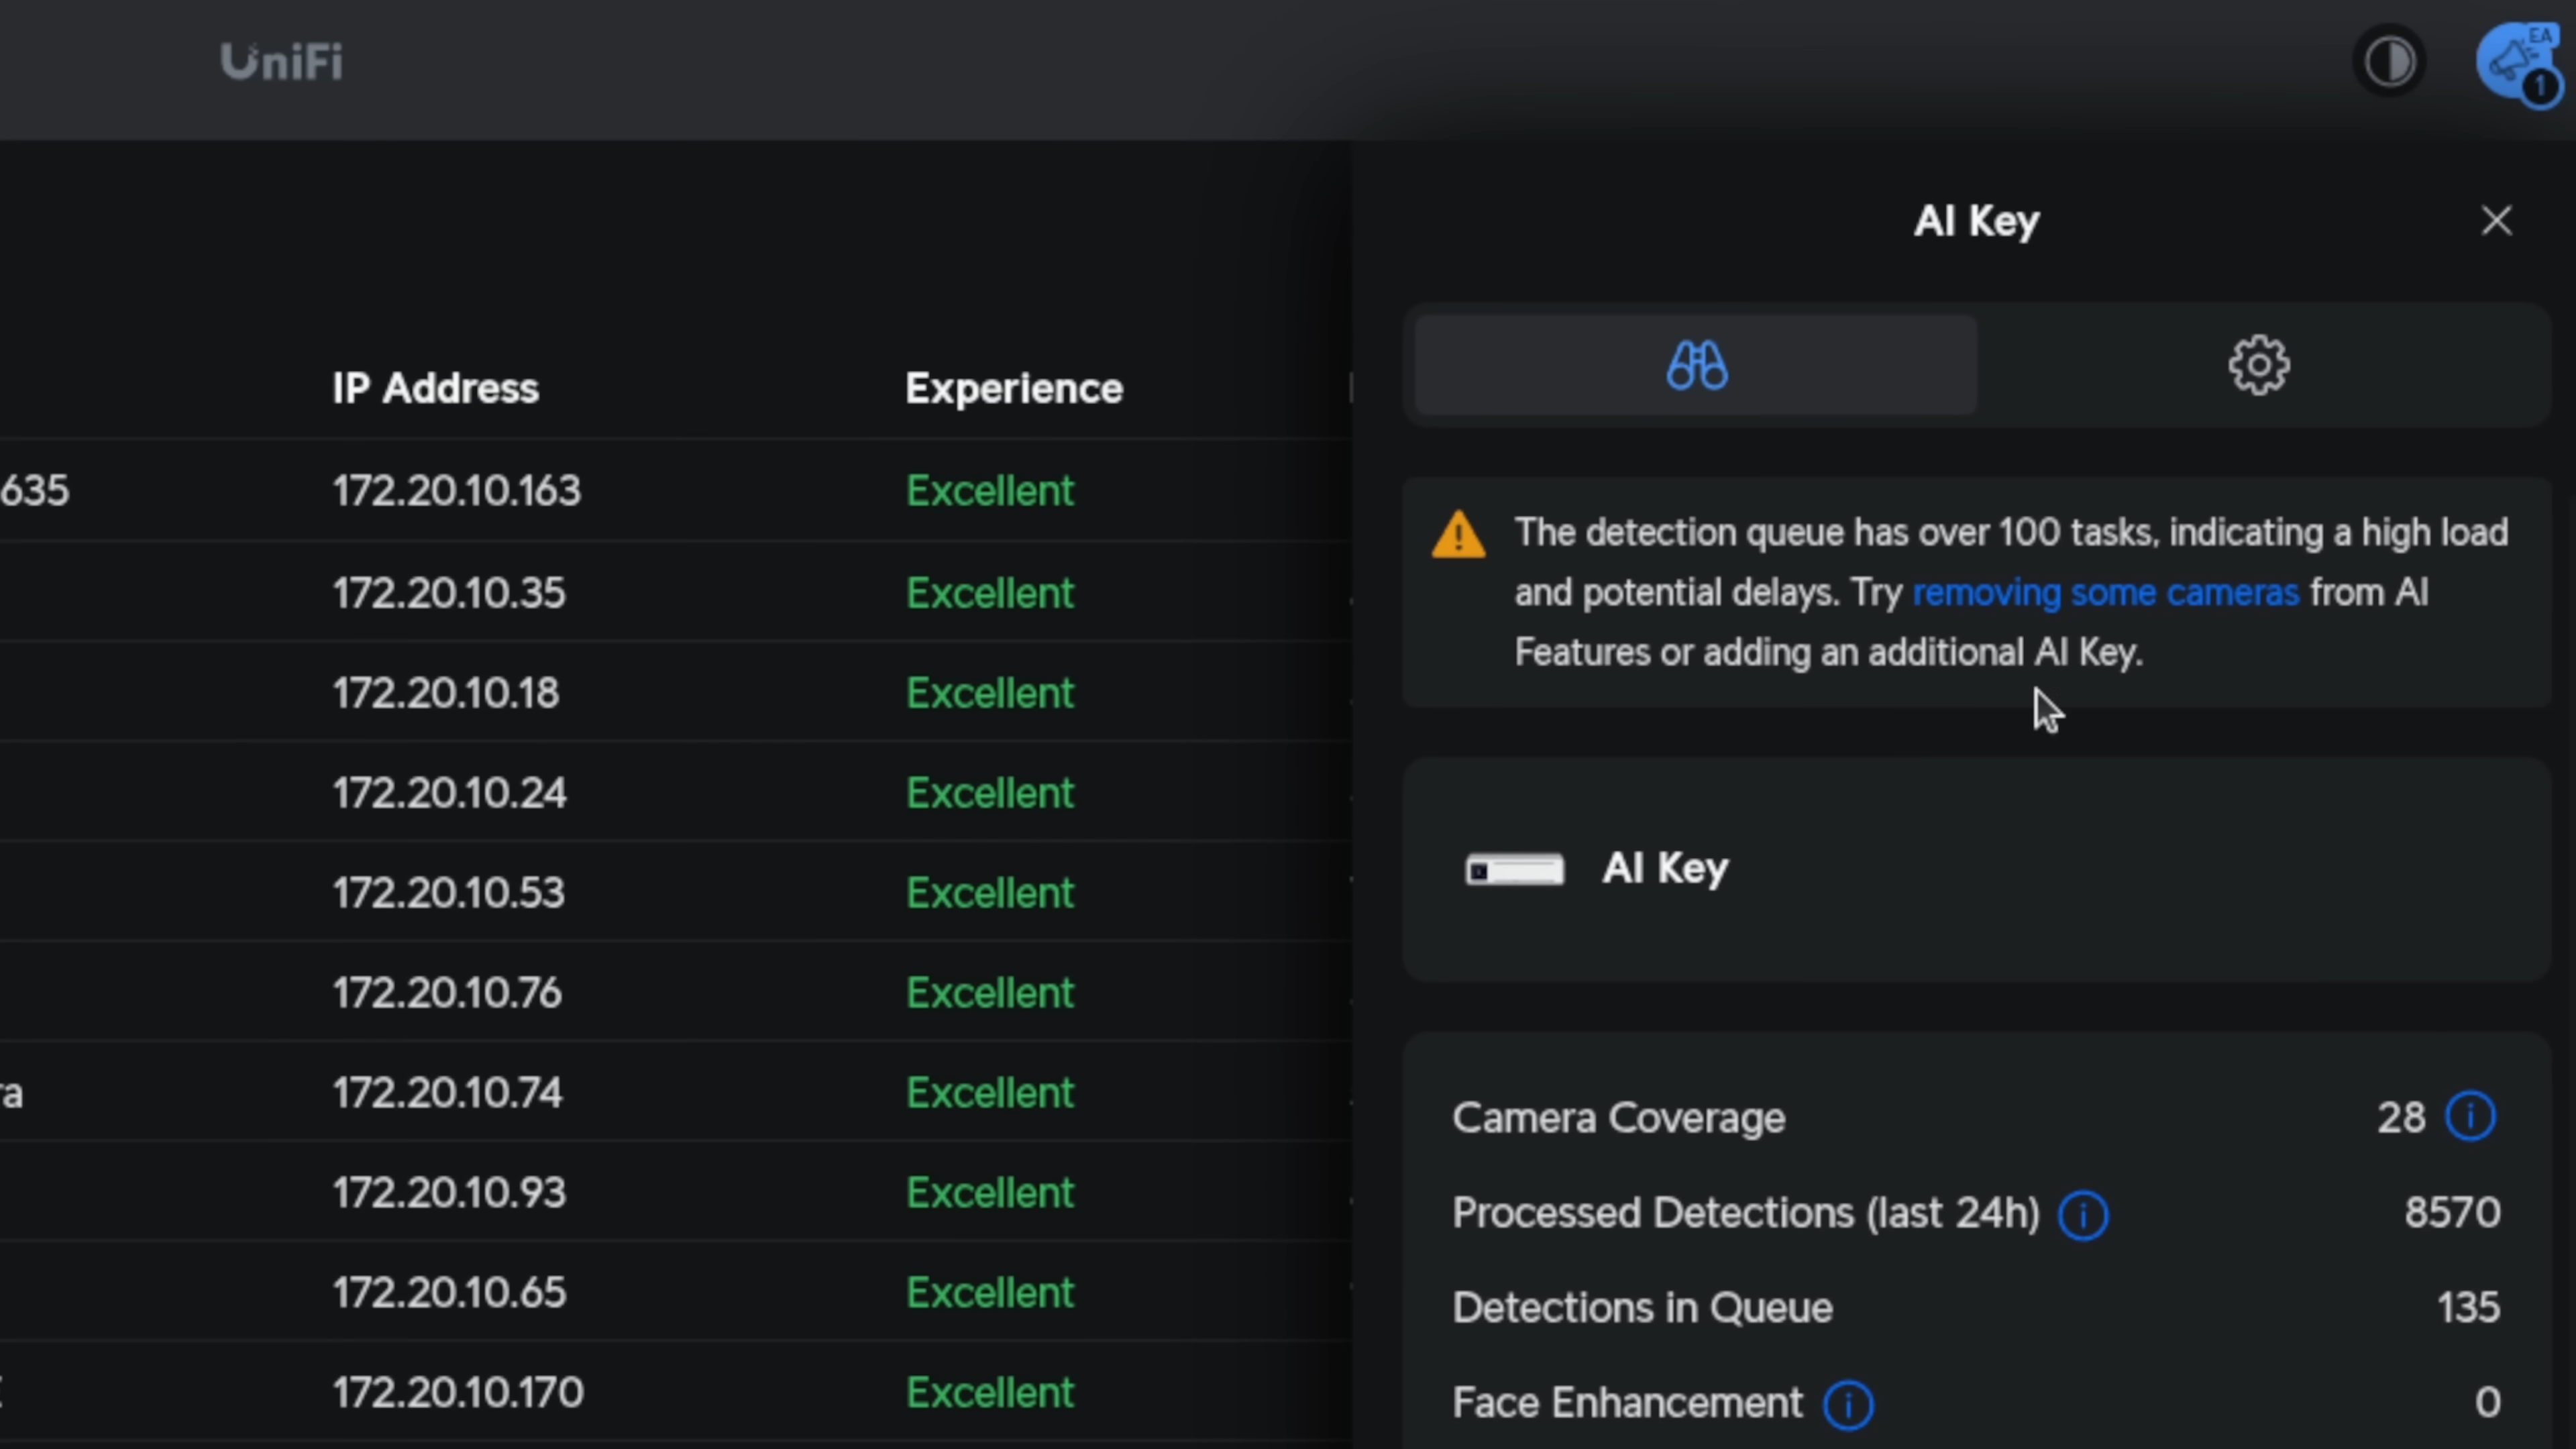 UniFi
EA
1
AI Key
IP Address Experience
635 172.20.10.163 Excellent
172.20.10.35 Excellent
172.20.10.18 Excellent
172.20.10.24 Excellent
172.20.10.53 Excellent
172.20.10.76 Excellent
ra 172.20.10.74 Excellent
172.20.10.93 Excellent
172.20.10.65 Excellent
172.20.10.170 Excellent
The detection queue has over 100 tasks, indicating a high load
and potential delays. Try removing some cameras from AI
Features or adding an additional AI Key.
AI Key
Camera Coverage 28
Processed Detections (last 24h) 8570
Detections in Queue 135
Face Enhancement 0